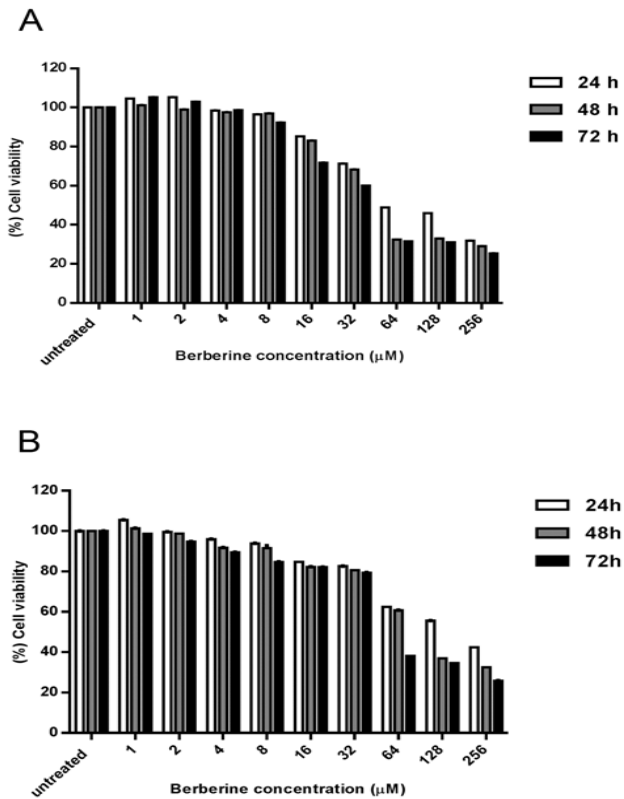 A
120
100
80
60
40
20
0
(%) Cell viability
untreated 1 2 4 8 16 32 64 128 256
Berberine concentration (μM)
24 h
48 h
72 h
B
120
100
80
60
40
20
0
(%) Cell viability
untreated 1 2 4 8 16 32 64 128 256
Berberine concentration (μM)
24h
48h
72h